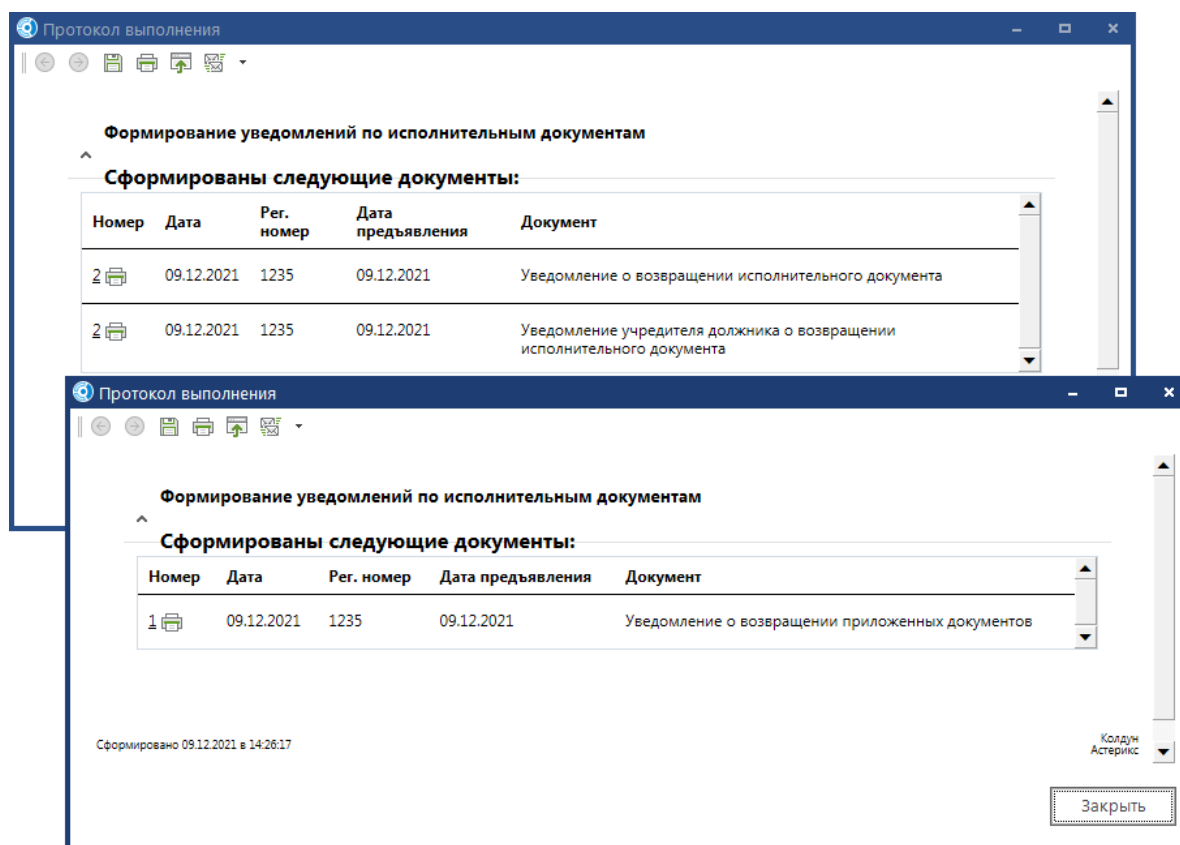 Протокол выполнения
Формирование уведомлений по исполнительным документам
Сформированы следующие документы:
Номер Дата Рег. номер Дата предъявления Документ
2 09.12.2021 1235 09.12.2021 Уведомление о возвращении исполнительного документа
2 09.12.2021 1235 09.12.2021 Уведомление учредителя должника о возвращении
исполнительного документа
Протокол выполнения
Формирование уведомлений по исполнительным документам
Сформированы следующие документы:
Номер Дата Рег. номер Дата предъявления Документ
1 09.12.2021 1235 09.12.2021 Уведомление о возвращении приложенных документов
Сформировано 09.12.2021 в 14:26:17
Колдун
Астерикс
Закрыть